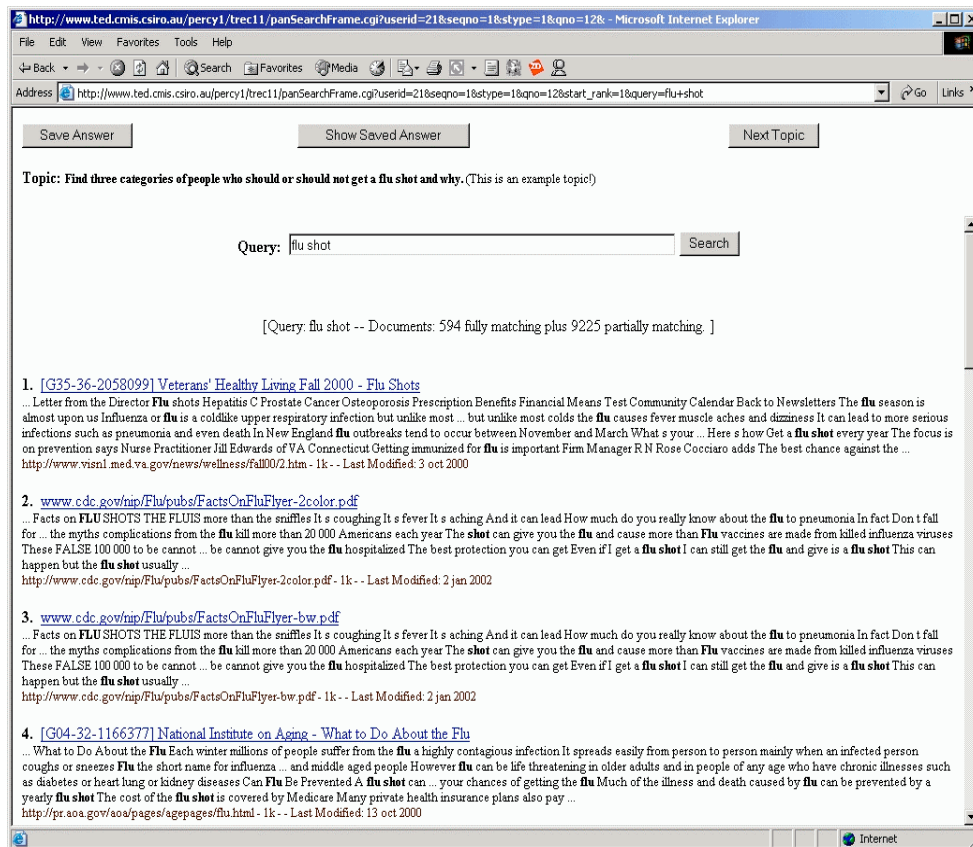 http://www.ted.cmis.csiro.au/percy1/trec11/panSearchFrame.cgi?userid=21&seqno=1&stype=1&qno=12& - Microsoft Internet Explorer
File Edit View Favorites Tools Help
Back Search Favorites Media
Address http://www.ted.cmis.csiro.au/percy1/trec11/panSearchFrame.cgi?userid=21&seqno=1&stype=1&qno=12&start_rank=1&query=flu+shot Go Links
Save Answer Show Saved Answer Next Topic
Topic: Find three categories of people who should or should not get a flu shot and why. (This is an example topic!)
Query: flu shot Search
[Query: flu shot -- Documents: 594 fully matching plus 9225 partially matching. ]
1. [G35-36-2058099] Veterans' Healthy Living Fall 2000 - Flu Shots
... Letter from the Director Flu shots Hepatitis C Prostate Cancer Osteoporosis Prescription Benefits Financial Means Test Community Calendar Back to Newsletters The flu season is
almost upon us Influenza or flu is a coldlike upper respiratory infection but unlike most ... but unlike most colds the flu causes fever muscle aches and dizziness It can lead to more serious
infections such as pneumonia and even death In New England flu outbreaks tend to occur between November and March What s your ... Here s how Get a flu shot every year The focus is
on prevention says Nurse Practitioner Jill Edwards of VA Connecticut Getting immunized for flu is important Firm Manager R N Rose Cocciaro adds The best chance against the ...
http://www.visn1.med.va.gov/news/wellness/fall00/2.htm - 1k - - Last Modified: 3 oct 2000
2. www.cdc.gov/nip/Flu/pubs/FactsOnFluFlyer-2color.pdf
... Facts on FLU SHOTS THE FLUIS more than the sniffles It s coughing It s fever It s aching And it can lead How much do you really know about the flu to pneumonia In fact Don t fall
for ... the myths complications from the flu kill more than 20 000 Americans each year The shot can give you the flu and cause more than Flu vaccines are made from killed influenza viruses
These FALSE 100 000 to be cannot ... be cannot give you the flu hospitalized The best protection you can get Even if I get a flu shot I can still get the flu and give is a flu shot This can
happen but the flu shot usually ...
http://www.cdc.gov/nip/Flu/pubs/FactsOnFluFlyer-2color.pdf - 1k - - Last Modified: 2 jan 2002
3. www.cdc.gov/nip/Flu/pubs/FactsOnFluFlyer-bw.pdf
... Facts on FLU SHOTS THE FLUIS more than the sniffles It s coughing It s fever It s aching And it can lead How much do you really know about the flu to pneumonia In fact Don t fall
for ... the myths complications from the flu kill more than 20 000 Americans each year The shot can give you the flu and cause more than Flu vaccines are made from killed influenza viruses
These FALSE 100 000 to be cannot ... be cannot give you the flu hospitalized The best protection you can get Even if I get a flu shot I can still get the flu and give is a flu shot This can
happen but the flu shot usually ...
http://www.cdc.gov/nip/Flu/pubs/FactsOnFluFlyer-bw.pdf - 1k - - Last Modified: 2 jan 2002
4. [G04-32-1166377] National Institute on Aging - What to Do About the Flu
... What to Do About the Flu Each winter millions of people suffer from the flu a highly contagious infection It spreads easily from person to person mainly when an infected person
coughs or sneezes Flu the short name for influenza ... and middle aged people However flu can be life threatening in older adults and in people of any age who have chronic illnesses such
as diabetes or heart lung or kidney diseases Can Flu Be Prevented A flu shot can ... your chances of getting the flu Much of the illness and death caused by flu can be prevented by a
yearly flu shot The cost of the flu shot is covered by Medicare Many private health insurance plans also pay ...
http://pr.aoa.gov/aoa/pages/agepages/flu.html - 1k - - Last Modified: 13 oct 2000
Internet